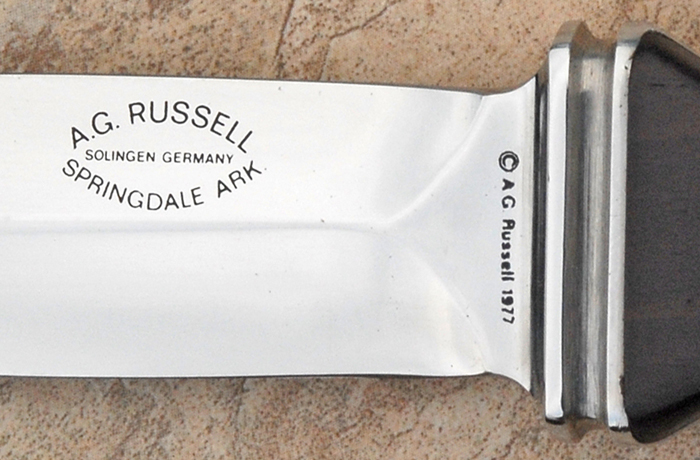 A.G. RUSSELL
SOLINGEN GERMANY
SPRINGDALE ARK.
© A G Russell 1977